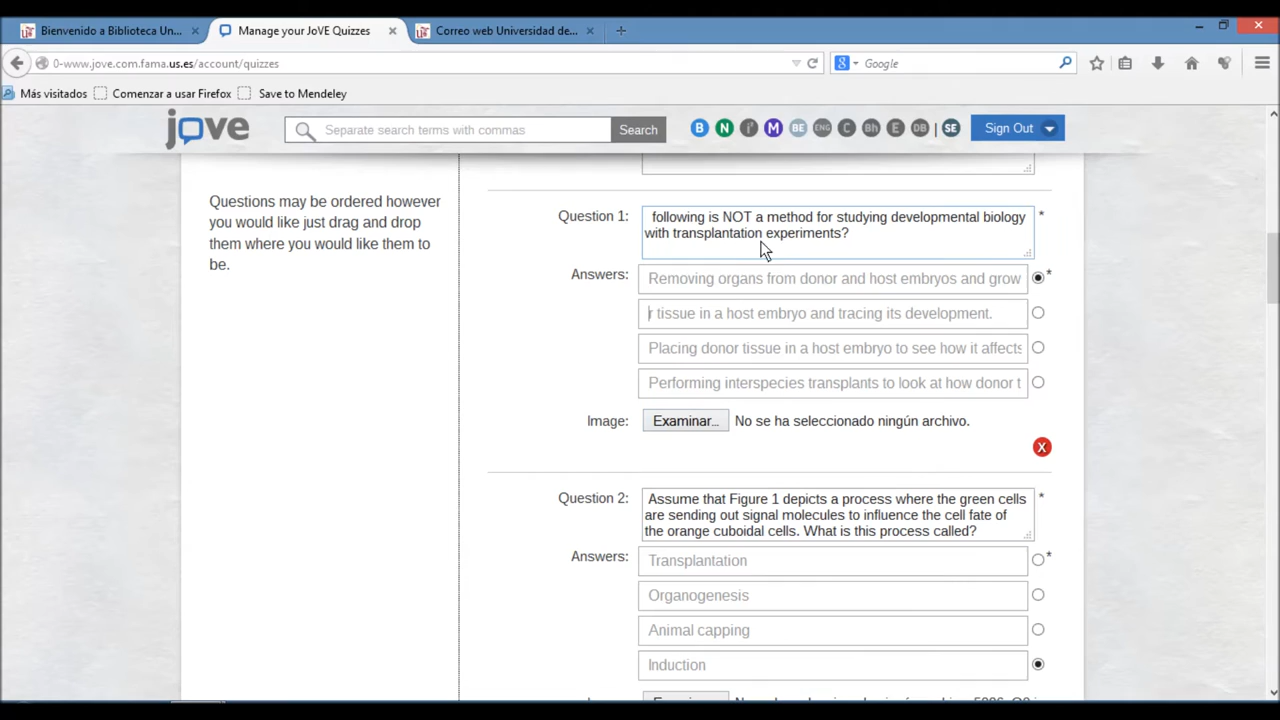 Bienvenido a Biblioteca Un...
Manage your JoVE Quizzes
Correo web Universidad de...
0-www.jove.com.fama.us.es/account/quizzes
Google
Más visitados
Comenzar a usar Firefox
Save to Mendeley
jove
Separate search terms with commas
Search
B N I M BE ENG C Bh E DB | SE
Sign Out
Questions may be ordered however
you would like just drag and drop
them where you would like them to
be.
Question 1:
following is NOT a method for studying developmental biology
with transplantation experiments?
*
Answers:
Removing organs from donor and host embryos and grow
*
r tissue in a host embryo and tracing its development.
Placing donor tissue in a host embryo to see how it affects
Performing interspecies transplants to look at how donor t
Image:
Examinar...
No se ha seleccionado ningún archivo.
X
Question 2:
Assume that Figure 1 depicts a process where the green cells
are sending out signal molecules to influence the cell fate of
the orange cuboidal cells. What is this process called?
*
Answers:
Transplantation
*
Organogenesis
Animal capping
Induction